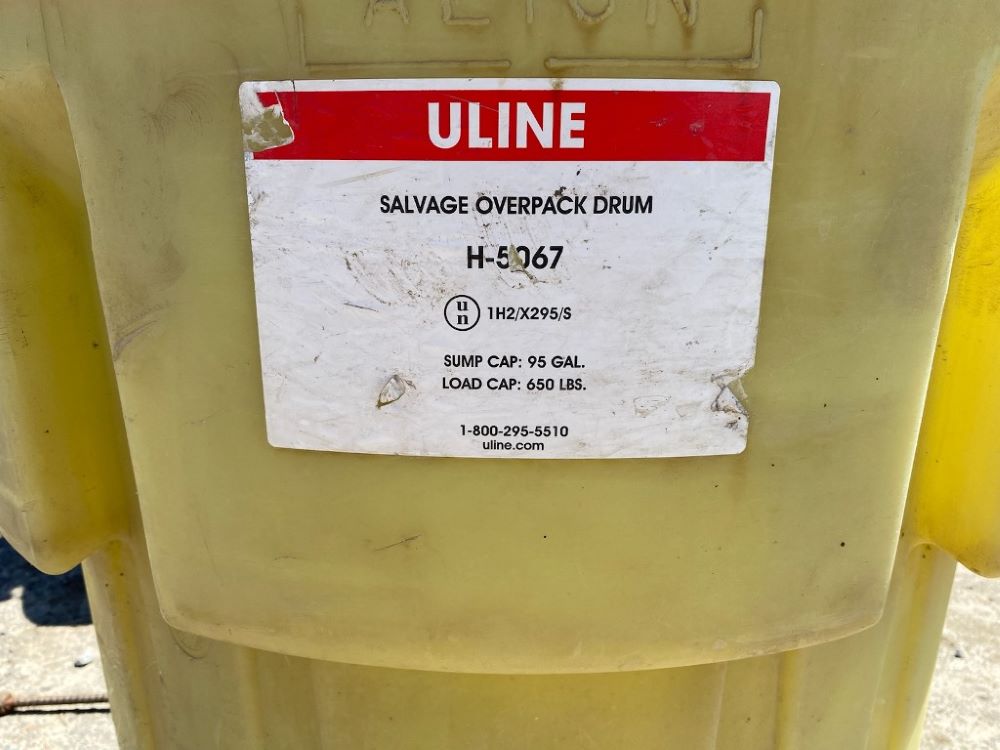 ULINE
SALVAGE OVERPACK DRUM
H-5067
un 1H2/X295/S
SUMP CAP: 95 GAL.
LOAD CAP: 650 LBS.
1-800-295-5510
uline.com